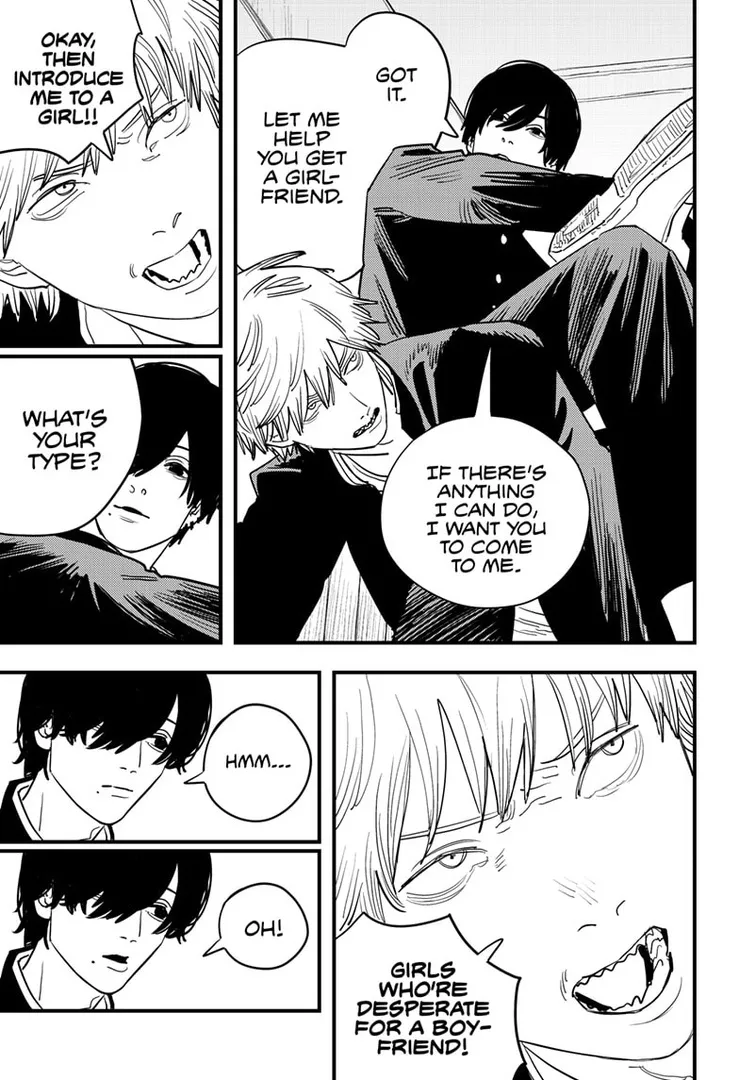 GOT
IT.
LET ME
HELP
YOU GET
A GIRL-
FRIEND.
IF THERE'S
ANYTHING
I CAN DO,
I WANT YOU
TO COME
TO ME.
OKAY,
THEN
INTRODUCE
ME TO A
GIRL!!
WHAT'S
YOUR
TYPE?
GIRLS
WHO'RE
DESPERATE
FOR A BOY-
FRIEND!
HMM...
OH!